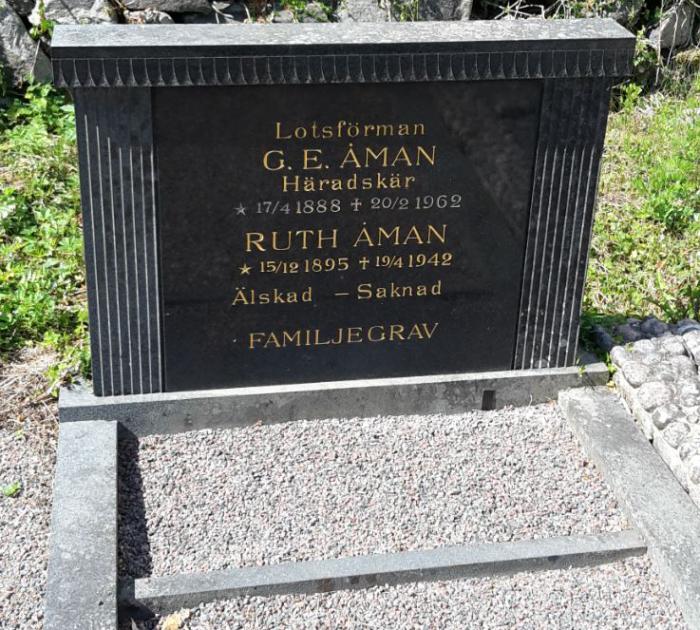 Lotsförman
G. E. ÅMAN
Häradskär
★ 17/4 1888 ✝ 20/2 1962
RUTH ÅMAN
★ 15/12 1895 ✝ 19/4 1942
Älskad – Saknad
FAMILJEGRAV